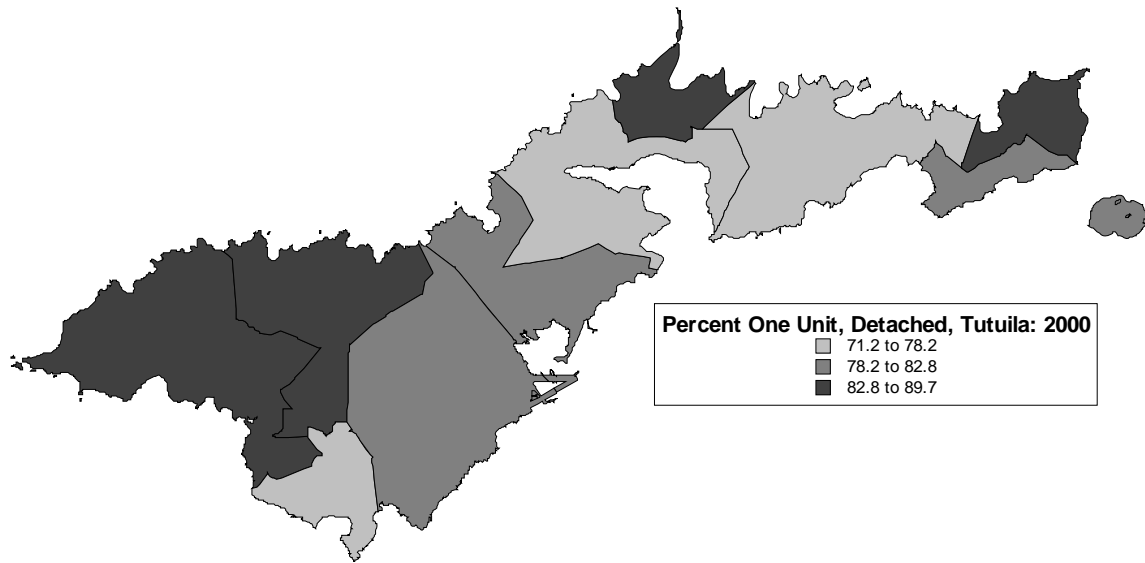 Percent One Unit, Detached, Tutuila: 2000
71.2 to 78.2
78.2 to 82.8
82.8 to 89.7